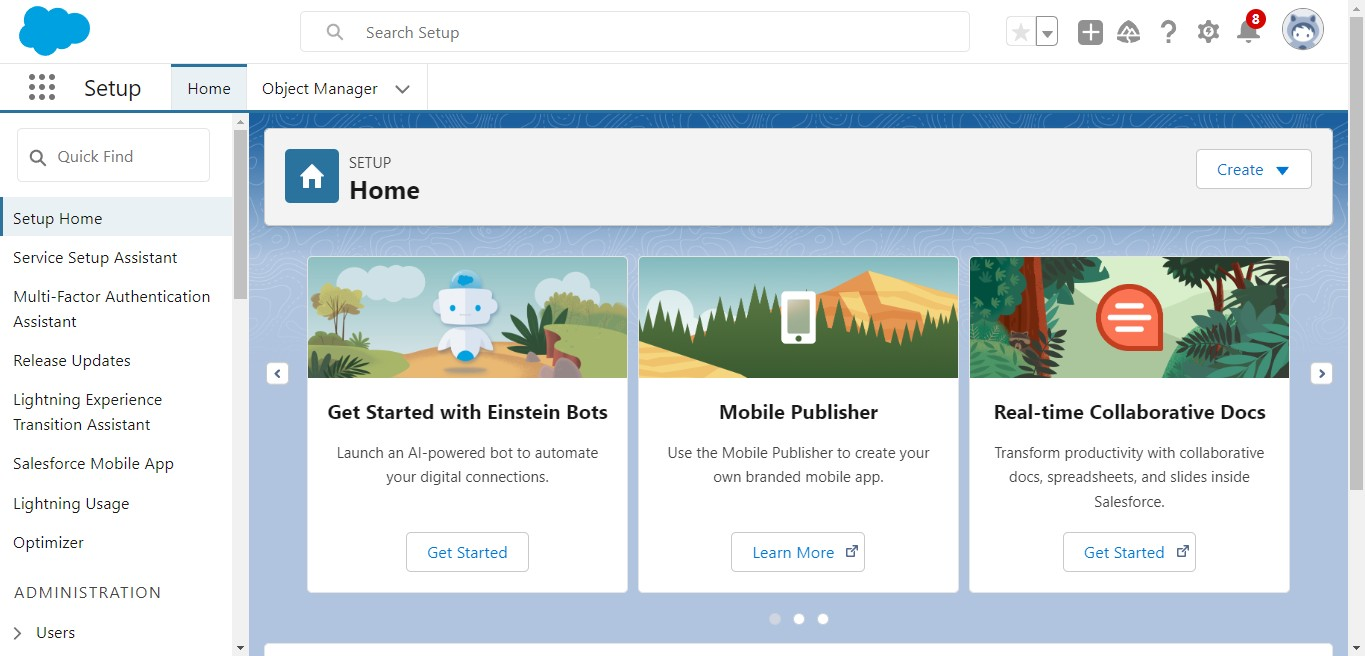 Search Setup
8
Setup
Home
Object Manager
Quick Find
Setup Home
Service Setup Assistant
Multi-Factor Authentication
Assistant
Release Updates
Lightning Experience
Transition Assistant
Salesforce Mobile App
Lightning Usage
Optimizer
ADMINISTRATION
Users
SETUP
Home
Create
Get Started with Einstein Bots
Launch an AI-powered bot to automate
your digital connections.
Get Started
Mobile Publisher
Use the Mobile Publisher to create your
own branded mobile app.
Learn More
Real-time Collaborative Docs
Transform productivity with collaborative
docs, spreadsheets, and slides inside
Salesforce.
Get Started